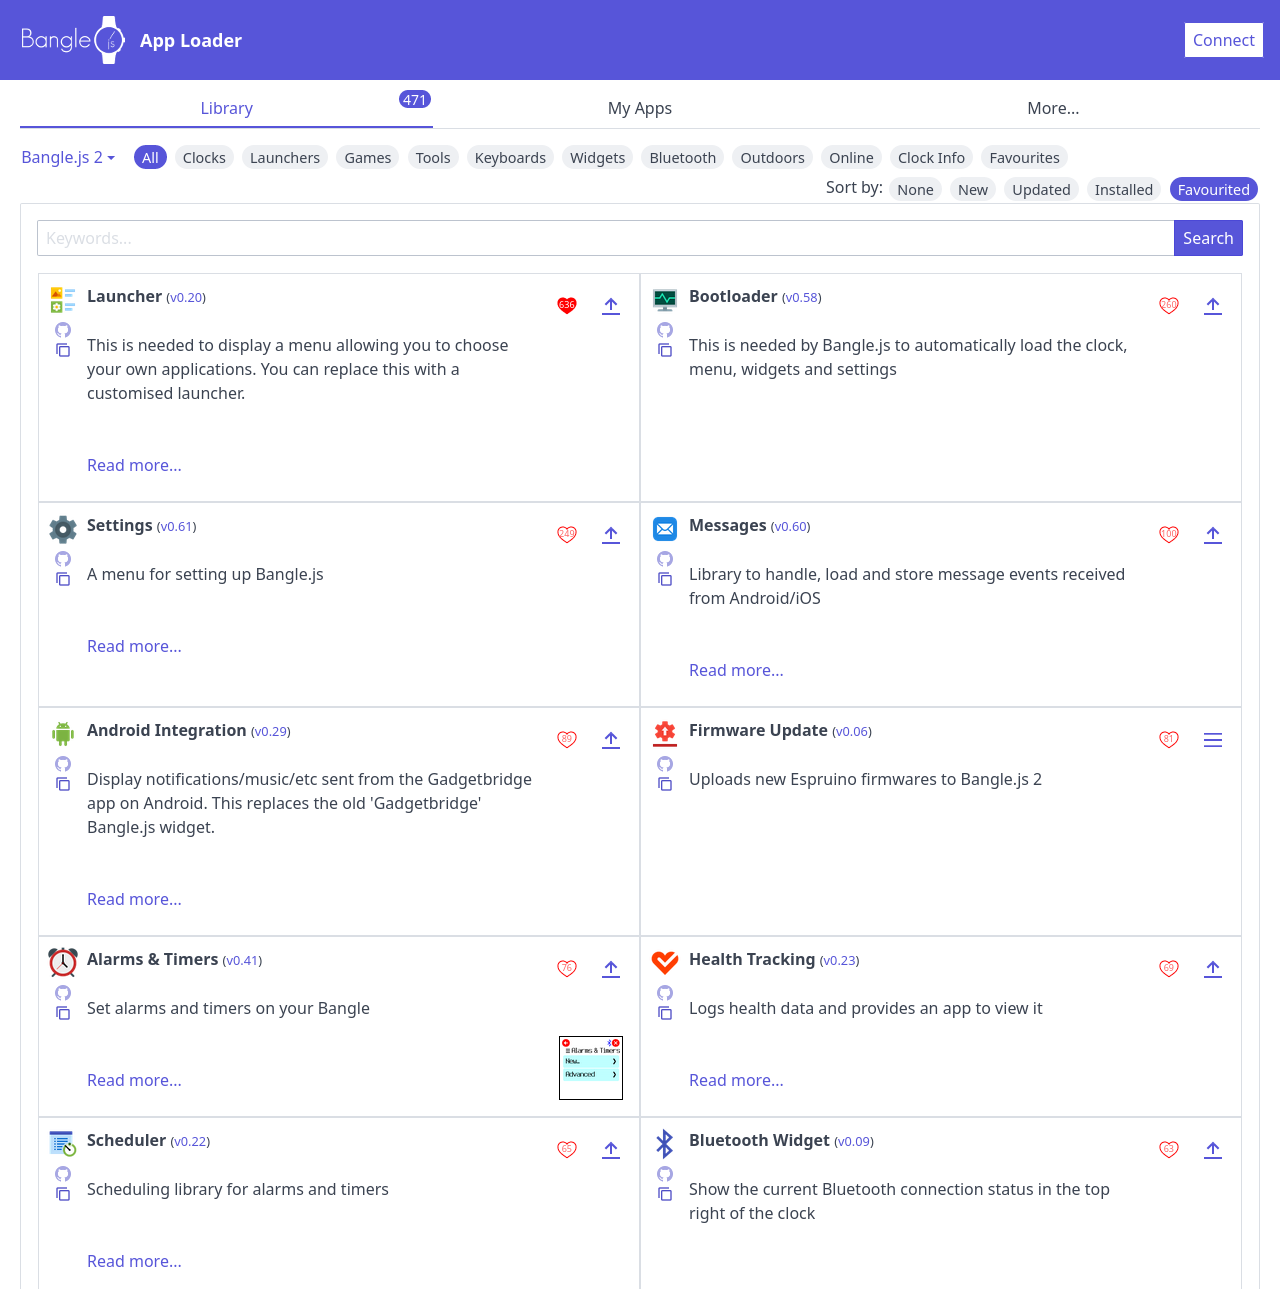 Bangle.js App Loader Connect
Library 471 My Apps More...
Bangle.js 2 All Clocks Launchers Games Tools Keyboards Widgets Bluetooth Outdoors Online Clock Info Favourites
Sort by: None New Updated Installed Favourited
Keywords... Search
Launcher (v0.20) 636
This is needed to display a menu allowing you to choose
your own applications. You can replace this with a
customised launcher.
Read more...
Bootloader (v0.58) 260
This is needed by Bangle.js to automatically load the clock,
menu, widgets and settings
Settings (v0.61) 249
A menu for setting up Bangle.js
Read more...
Messages (v0.60) 100
Library to handle, load and store message events received
from Android/iOS
Read more...
Android Integration (v0.29) 89
Display notifications/music/etc sent from the Gadgetbridge
app on Android. This replaces the old 'Gadgetbridge'
Bangle.js widget.
Read more...
Firmware Update (v0.06) 81
Uploads new Espruino firmwares to Bangle.js 2
Alarms & Timers (v0.41) 76
Set alarms and timers on your Bangle
Alarms & Timers
New...
Advanced
Read more...
Health Tracking (v0.23) 69
Logs health data and provides an app to view it
Read more...
Scheduler (v0.22) 65
Scheduling library for alarms and timers
Read more...
Bluetooth Widget (v0.09) 63
Show the current Bluetooth connection status in the top
right of the clock